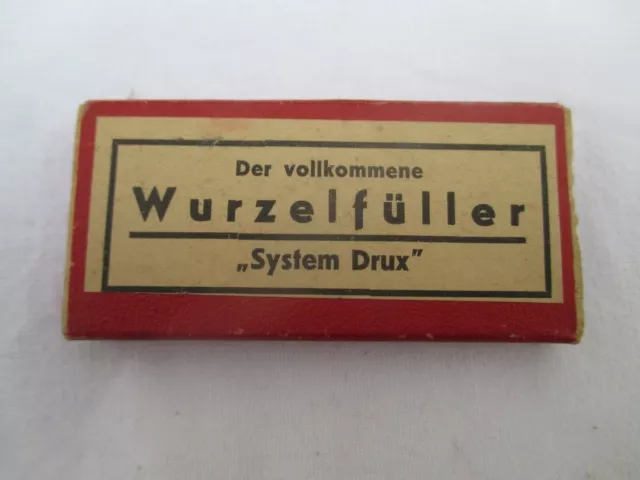 Der vollkommene
Wurzelfüller
„System Drux"